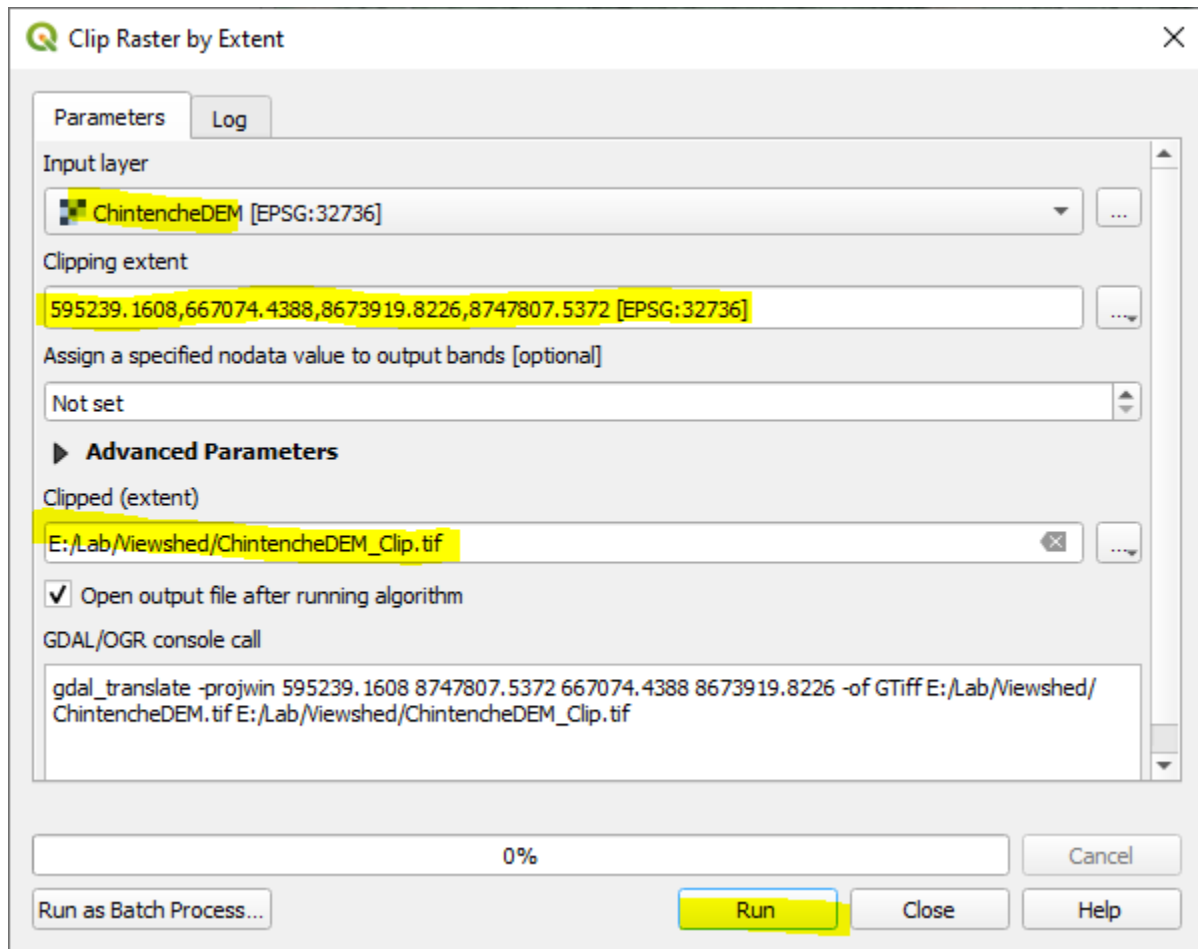 Clip Raster by Extent
Parameters
Log
Input layer
ChintencheDEM [EPSG:32736]
...
Clipping extent
595239.1608,667074.4388,8673919.8226,8747807.5372 [EPSG:32736]
...
Assign a specified nodata value to output bands [optional]
Not set
Advanced Parameters
Clipped (extent)
E:/Lab/Viewshed/ChintencheDEM_Clip.tif
...
Open output file after running algorithm
GDAL/OGR console call
gdal_translate -projwin 595239.1608 8747807.5372 667074.4388 8673919.8226 -of GTiff E:/Lab/Viewshed/
ChintencheDEM.tif E:/Lab/Viewshed/ChintencheDEM_Clip.tif
0%
Cancel
Run as Batch Process...
Run
Close
Help